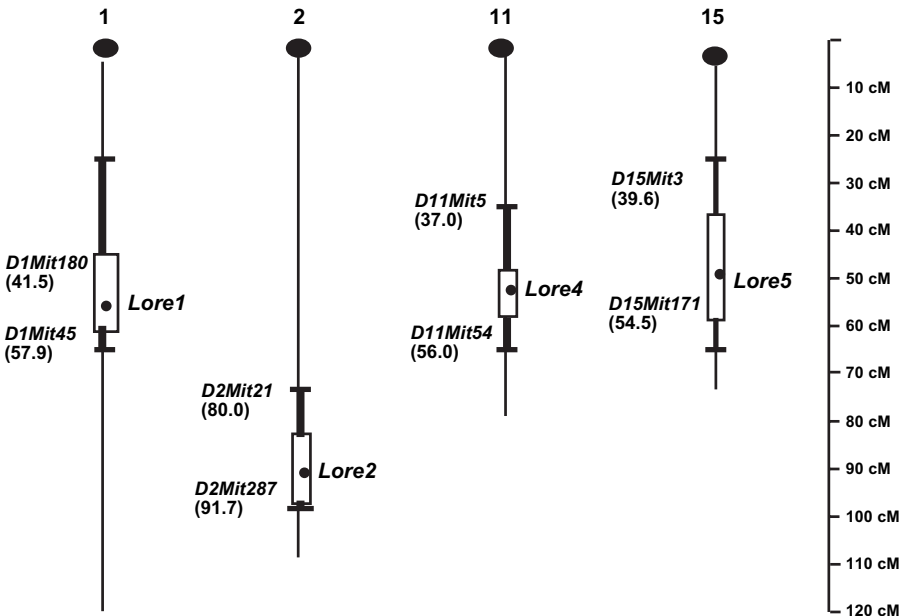 1
2
11
15
10 cM
20 cM
30 cM
40 cM
50 cM
60 cM
70 cM
80 cM
90 cM
100 cM
110 cM
120 cM
D1Mit180
(41.5)
Lore1
D1Mit45
(57.9)
D2Mit21
(80.0)
Lore2
D2Mit287
(91.7)
D11Mit5
(37.0)
Lore4
D11Mit54
(56.0)
D15Mit3
(39.6)
Lore5
D15Mit171
(54.5)